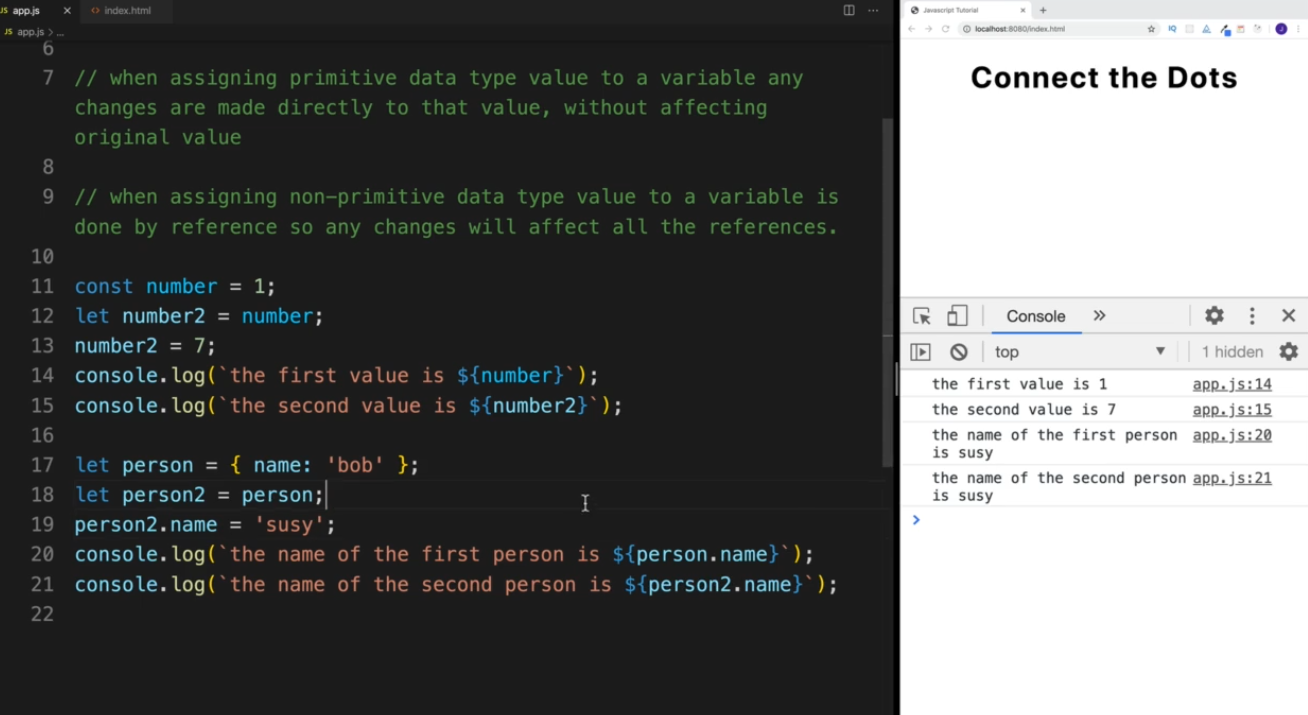 JS app.js × <> index.html ...
JS app.js > ...
6
7 // when assigning primitive data type value to a variable any
changes are made directly to that value, without affecting
original value
8
9 // when assigning non-primitive data type value to a variable is
done by reference so any changes will affect all the references.
10
11 const number = 1;
12 let number2 = number;
13 number2 = 7;
14 console.log(`the first value is ${number}`);
15 console.log(`the second value is ${number2}`);
16
17 let person = { name: 'bob' };
18 let person2 = person;
19 person2.name = 'susy';
20 console.log(`the name of the first person is ${person.name}`);
21 console.log(`the name of the second person is ${person2.name}`);
22
Javascript Tutorial × +
localhost:8080/index.html IQ J
Connect the Dots
Console »
top ▼ 1 hidden
the first value is 1 app.js:14
the second value is 7 app.js:15
the name of the first person app.js:20
is susy
the name of the second person app.js:21
is susy
>